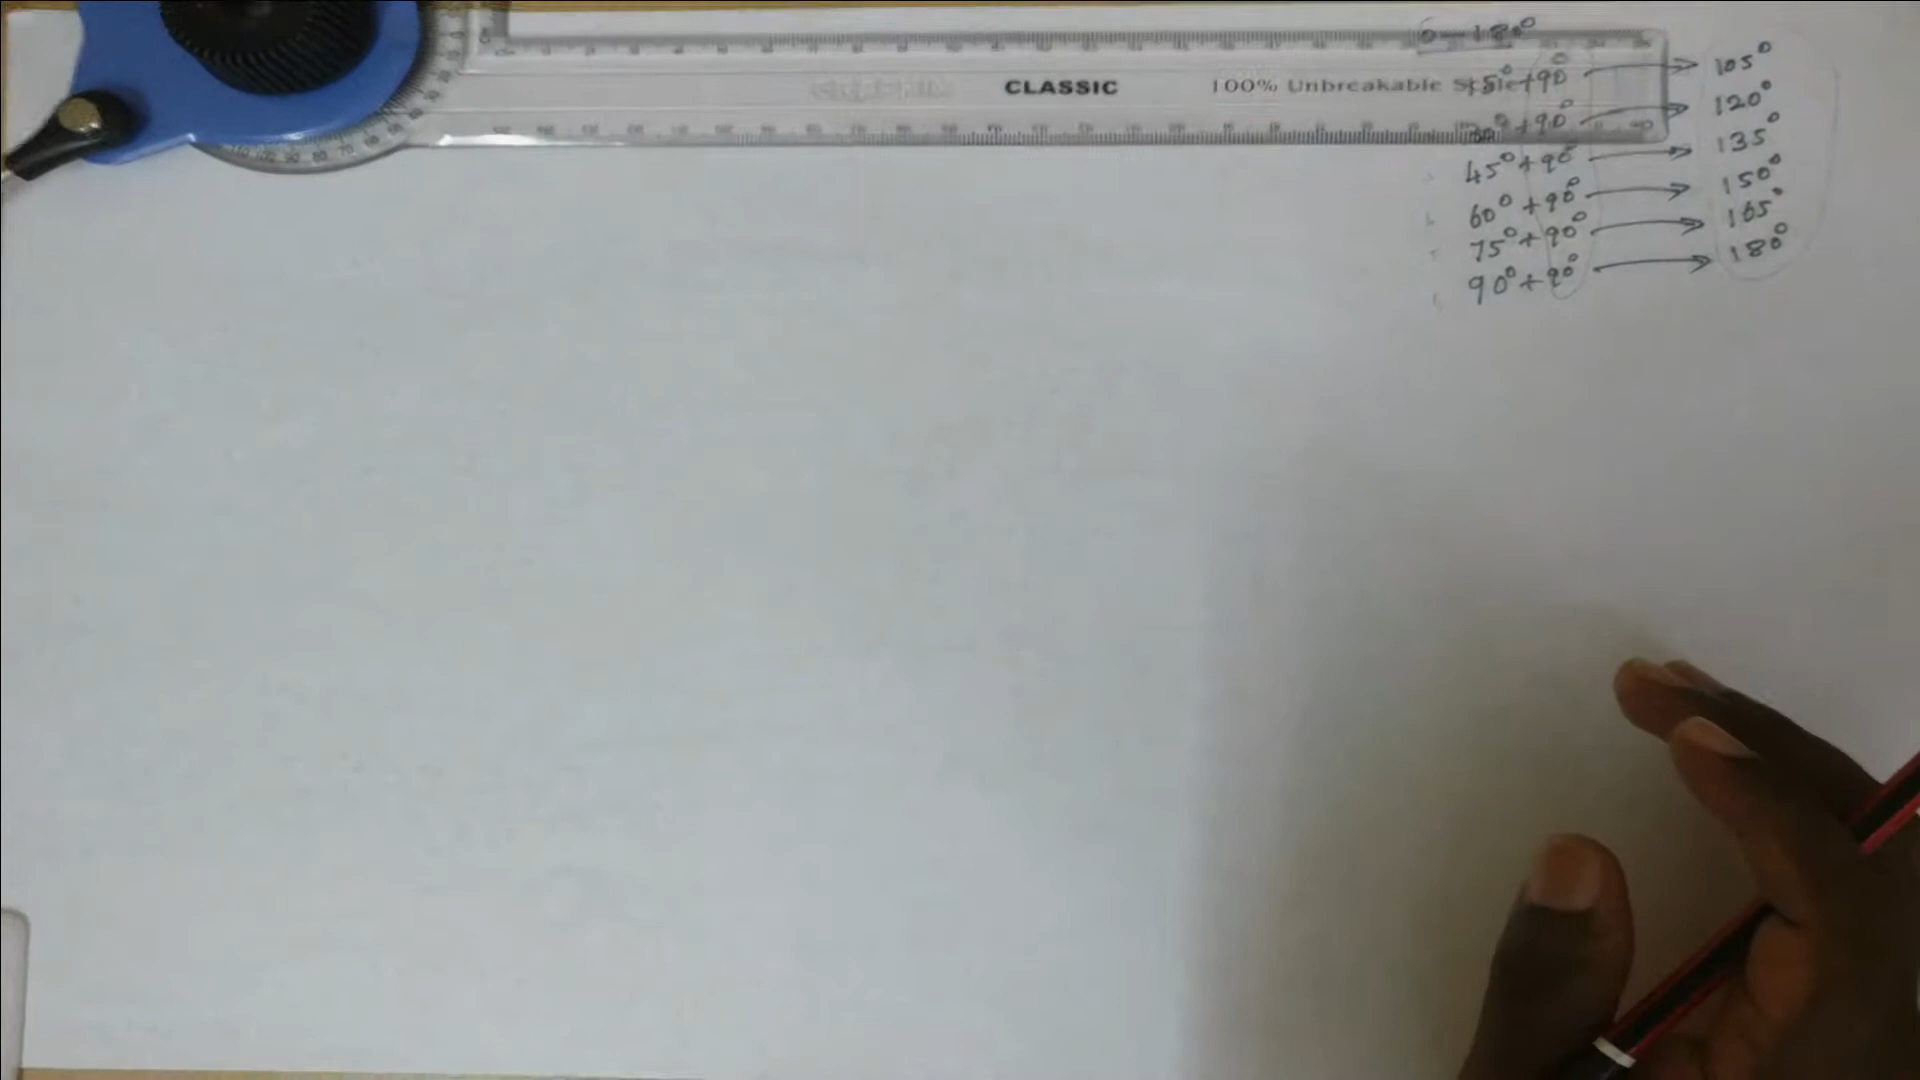 0-180°
CLASSIC
100% Unbreakable
15°+90° → 105°
30°+90° → 120°
45°+90° → 135°
60°+90° → 150°
75°+90° → 165°
90°+90° → 180°